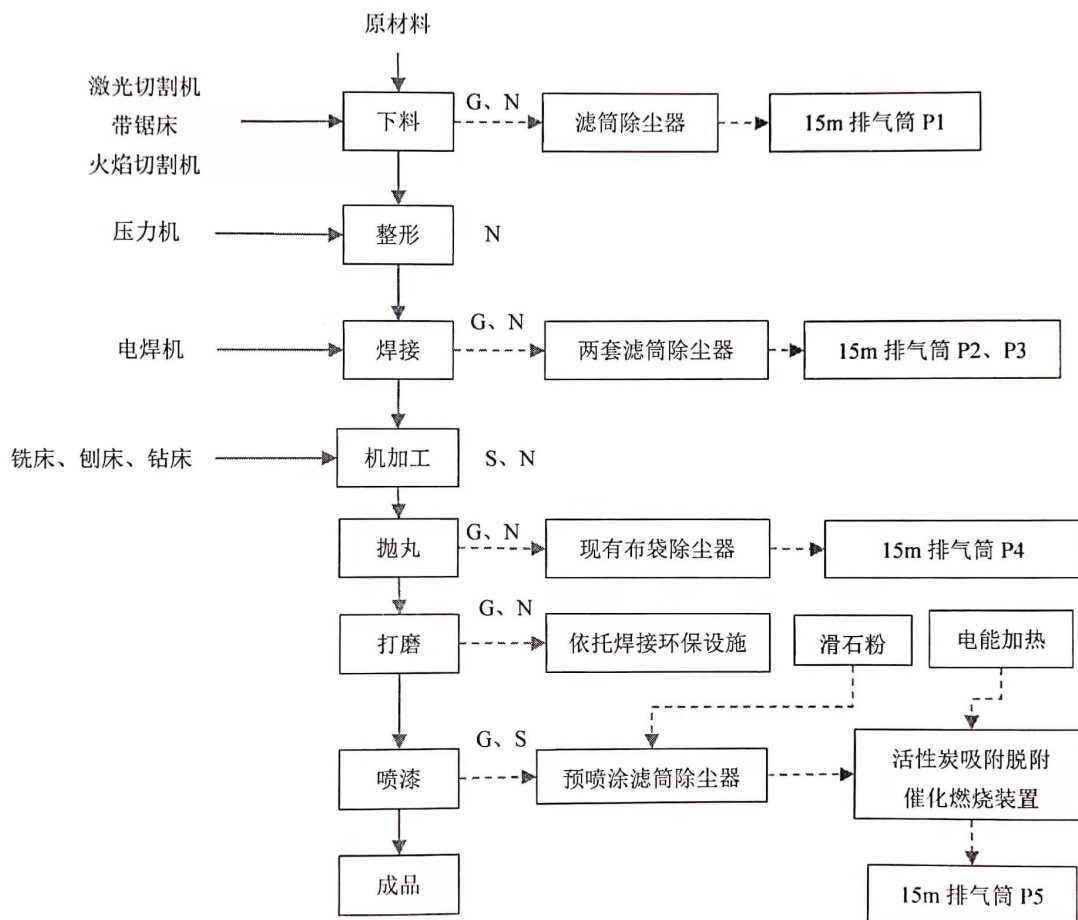 原材料
激光切割机
带锯床
火焰切割机
下料
G、N
滤筒除尘器
15m 排气筒 P1
压力机
整形
N
电焊机
焊接
G、N
两套滤筒除尘器
15m 排气筒 P2、P3
铣床、刨床、钻床
机加工
S、N
抛丸
G、N
现有布袋除尘器
15m 排气筒 P4
打磨
G、N
依托焊接环保设施
滑石粉
电能加热
喷漆
G、S
预喷涂滤筒除尘器
活性炭吸附脱附
催化燃烧装置
成品
15m 排气筒 P5